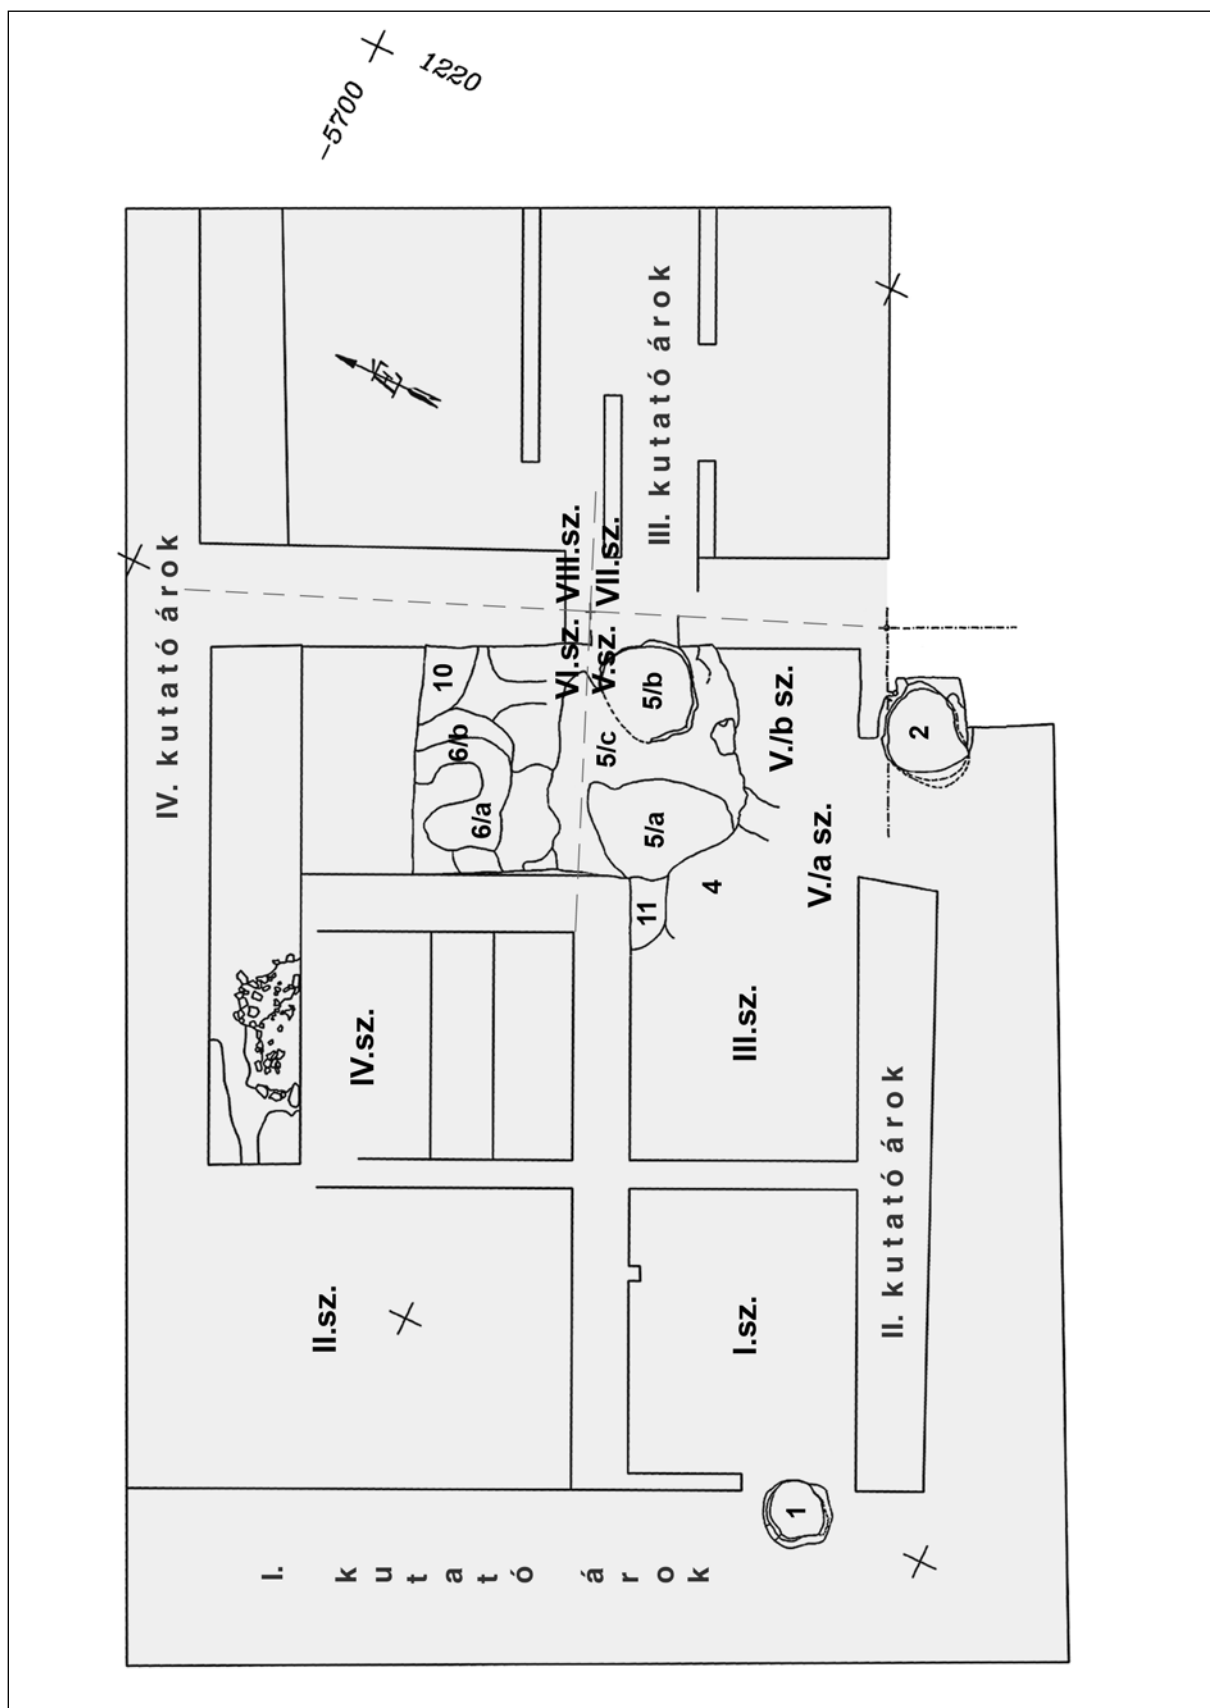 -5700
1220
É
IV. kutató árok
III. kutató árok
VIII.sz.
VII.sz.
VI.sz.
V.sz.
10
6/b
6/a
5/b
5/c
5/a
V./b sz.
V./a sz.
2
11
4
IV.sz.
III.sz.
II. kutató árok
II.sz.
I.sz.
1
I. kutató árok